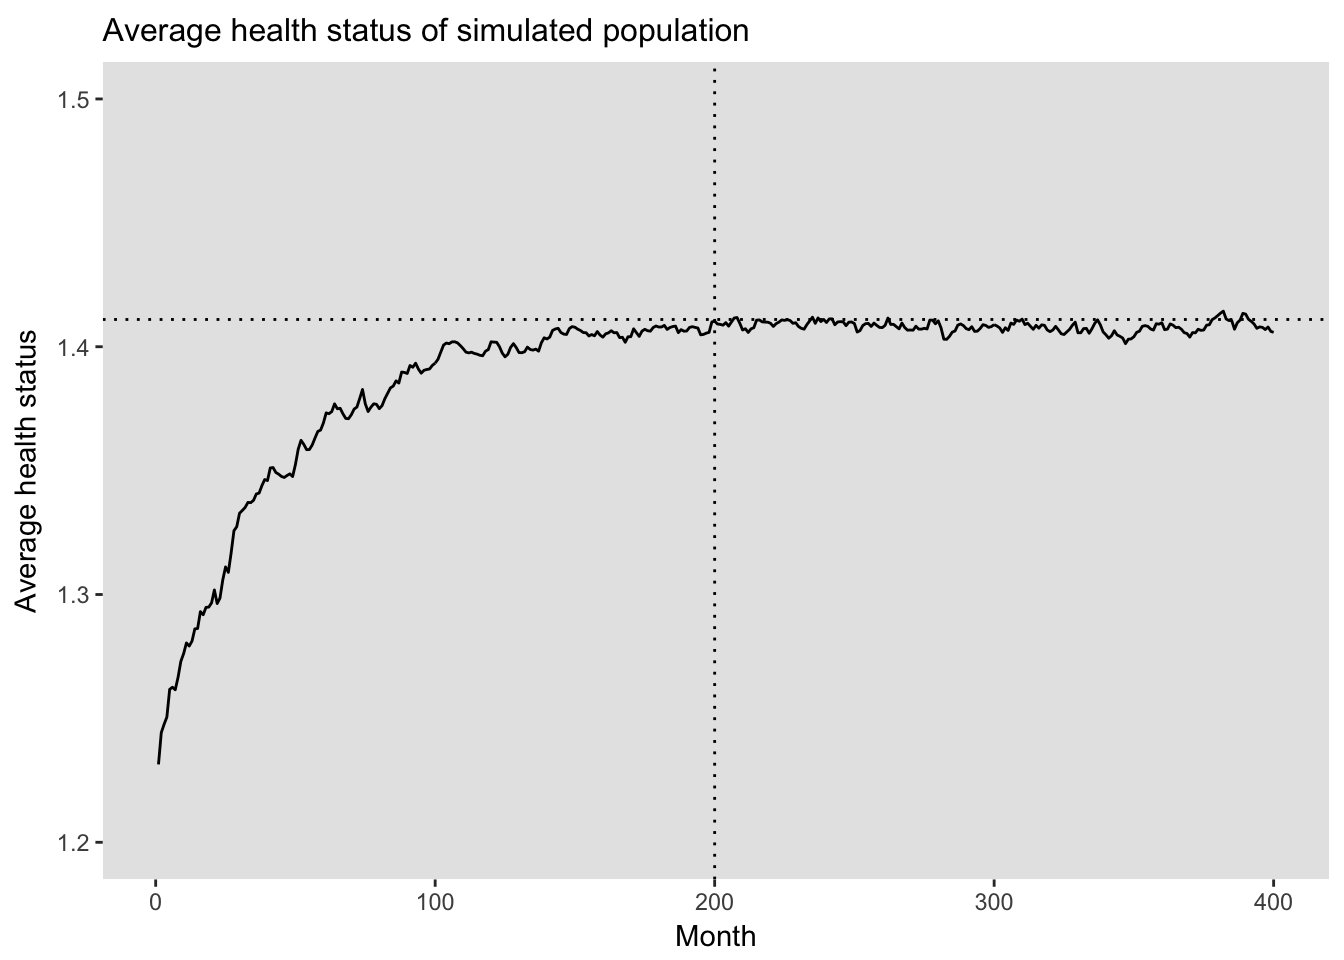 Average health status of simulated population
Average health status
1.5
1.4
1.3
1.2
0 100 200 300 400
Month